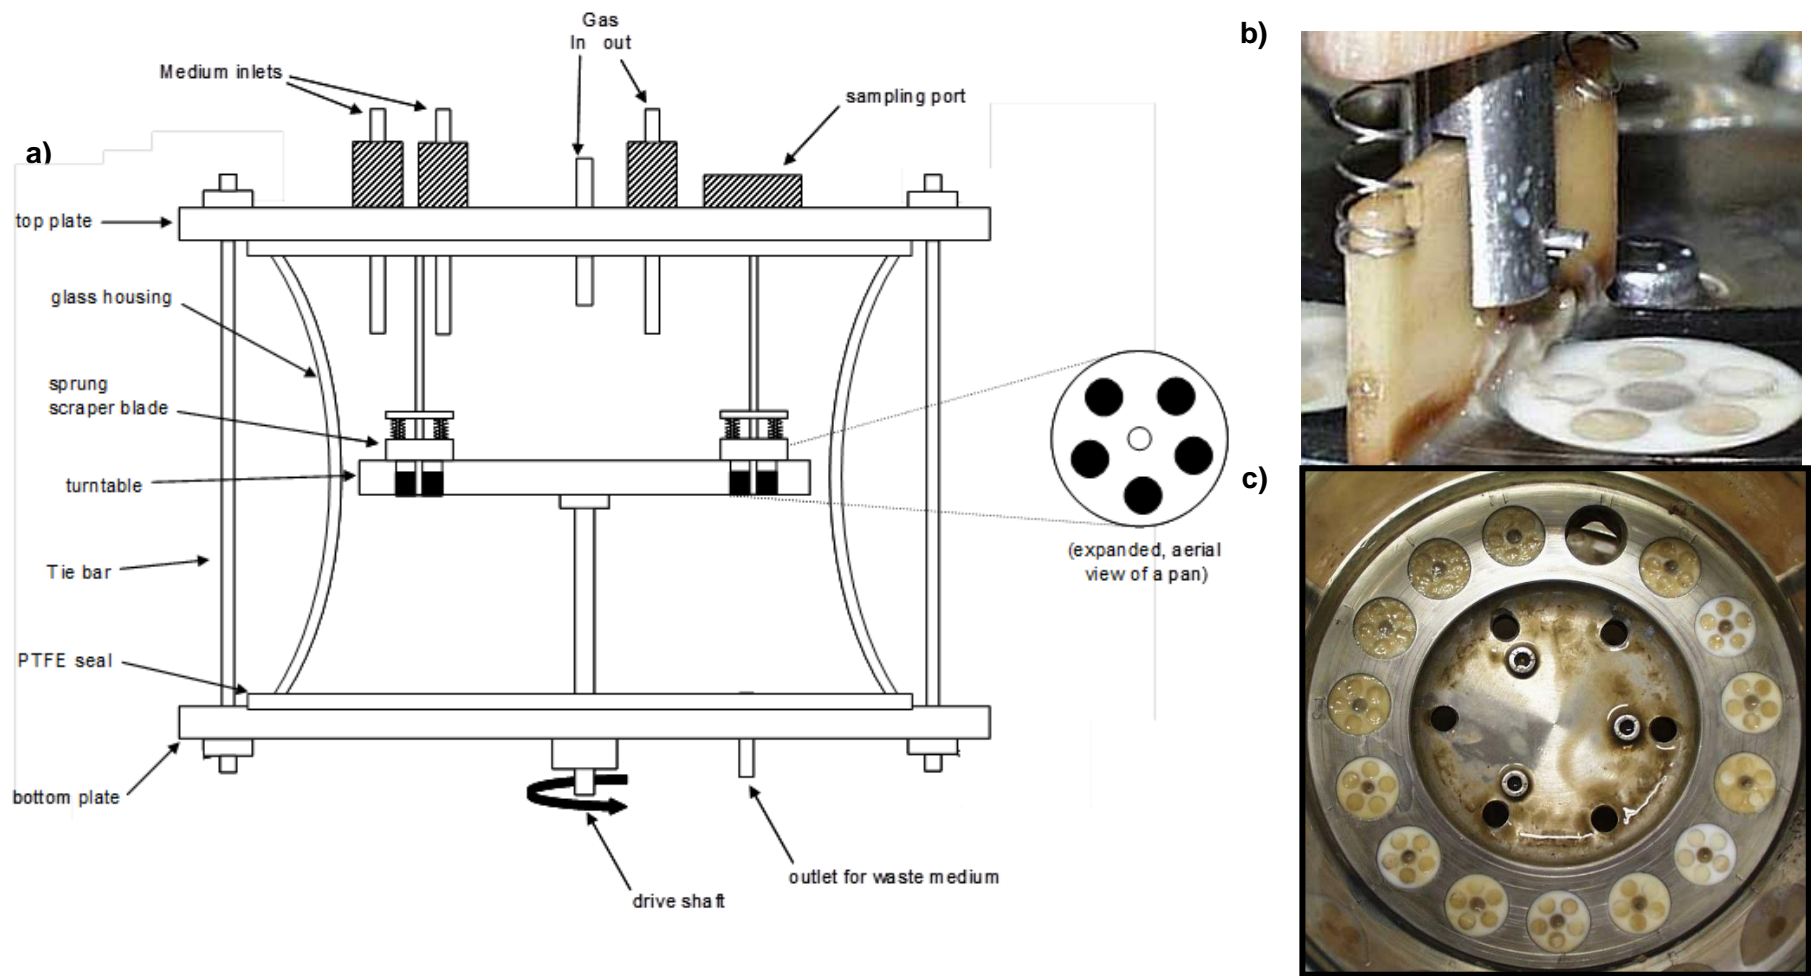 a)
Gas
In out
Medium inlets
sampling port
top plate
glass housing
sprung
scraper blade
turntable
Tie bar
PTFE seal
bottom plate
drive shaft
outlet for waste medium
(expanded, aerial
view of a pan)
b)
c)